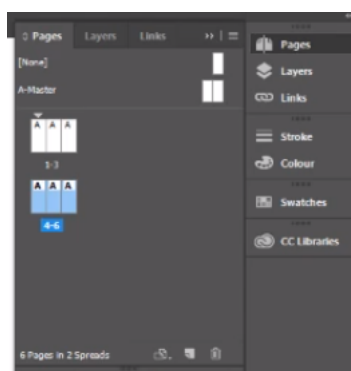 Pages Layers Links
[None]
A-Master
A A A
1-3
A A A
4-6
6 Pages in 2 Spreads
Pages
Layers
Links
Stroke
Colour
Swatches
CC Libraries